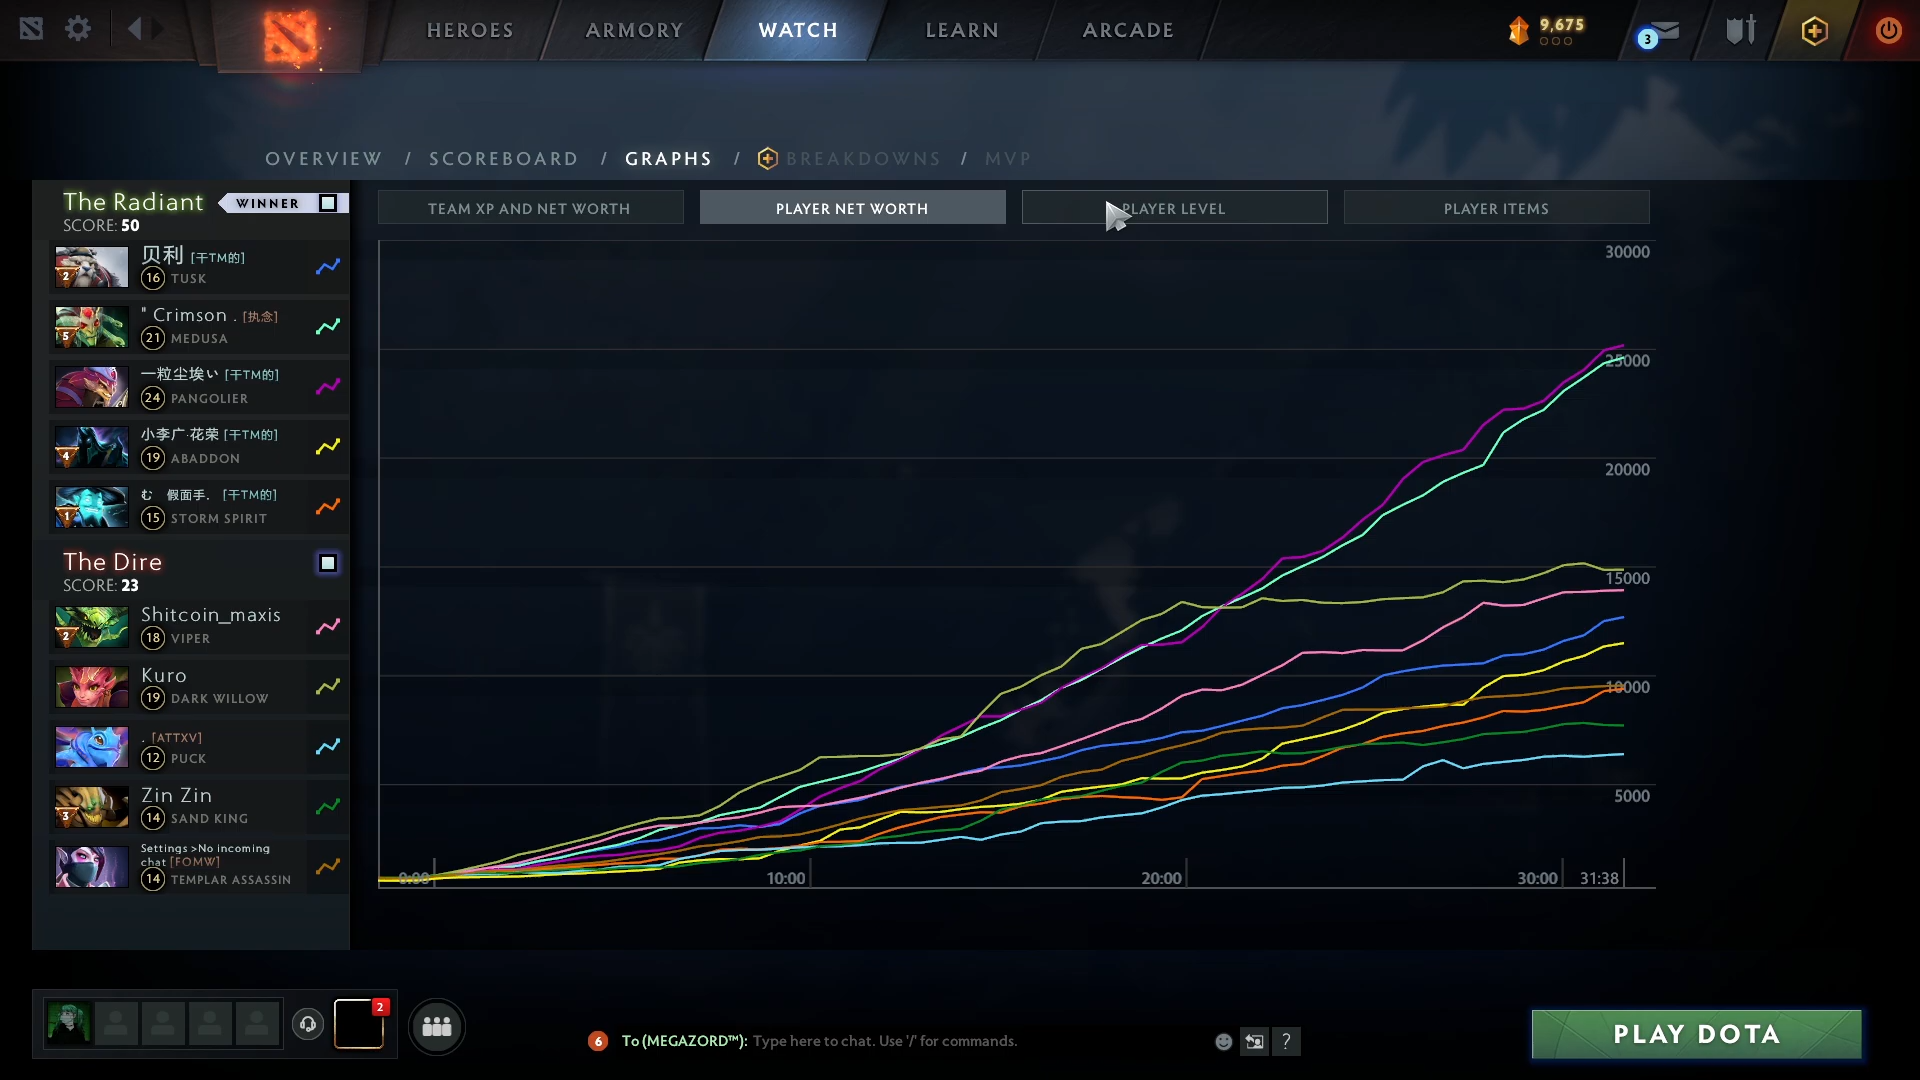 HEROES
ARMORY
WATCH
LEARN
ARCADE
9,675
3
OVERVIEW / SCOREBOARD / GRAPHS / BREAKDOWNS / MVP
The Radiant
WINNER
SCORE: 50
贝利 [干TM的]
2
16 TUSK
" Crimson . [执念]
5
21 MEDUSA
一粒尘埃い [干TM的]
24 PANGOLIER
小李广·花荣 [干TM的]
4
19 ABADDON
む 假面手. [干TM的]
1
15 STORM SPIRIT
The Dire
SCORE: 23
Shitcoin_maxis
2
18 VIPER
Kuro
19 DARK WILLOW
. [ATTXV]
12 PUCK
Zin Zin
3
14 SAND KING
Settings >No incoming
chat [FOMW]
14 TEMPLAR ASSASSIN
TEAM XP AND NET WORTH
PLAYER NET WORTH
PLAYER LEVEL
PLAYER ITEMS
30000
25000
20000
15000
10000
5000
0:00
10:00
20:00
30:00
31:38
2
6
To (MEGAZORD™): Type here to chat. Use '/' for commands.
?
PLAY DOTA